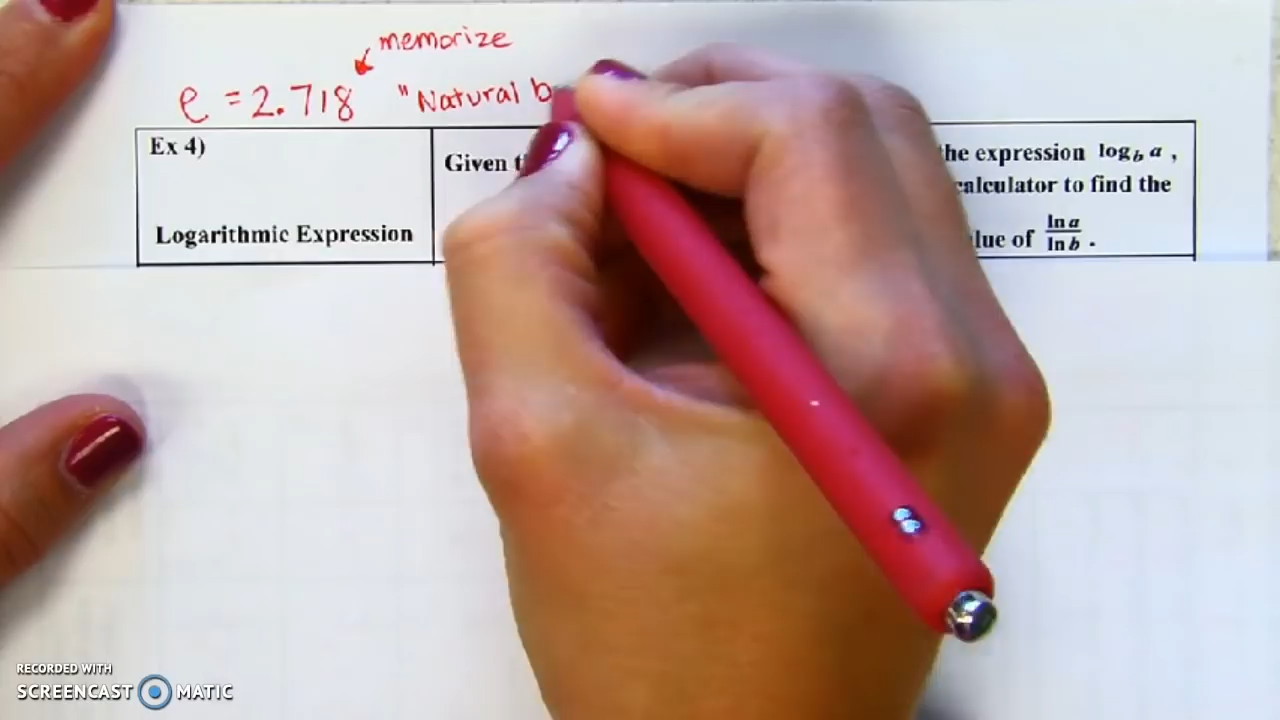 memorize
e = 2.718 "Natural b
Ex 4)
Logarithmic Expression
Given
the expression log_b a ,
calculator to find the
of ln a / ln b .
RECORDED WITH
SCREENCAST MATIC